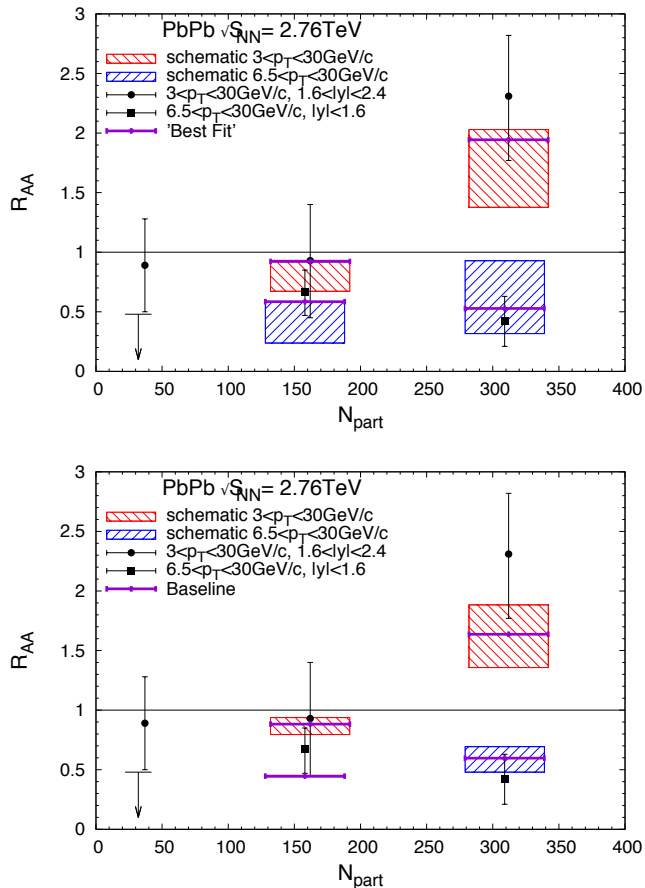 PbPb √SNN= 2.76TeV
schematic 3<pT<30GeV/c
schematic 6.5<pT<30GeV/c
3<pT<30GeV/c, 1.6<|y|<2.4
6.5<pT<30GeV/c, |y|<1.6
'Best Fit'
3
2.5
2
1.5
1
0.5
0
RAA
0 50 100 150 200 250 300 350 400
Npart
PbPb √SNN= 2.76TeV
schematic 3<pT<30GeV/c
schematic 6.5<pT<30GeV/c
3<pT<30GeV/c, 1.6<|y|<2.4
6.5<pT<30GeV/c, |y|<1.6
Baseline
3
2.5
2
1.5
1
0.5
0
RAA
0 50 100 150 200 250 300 350 400
Npart